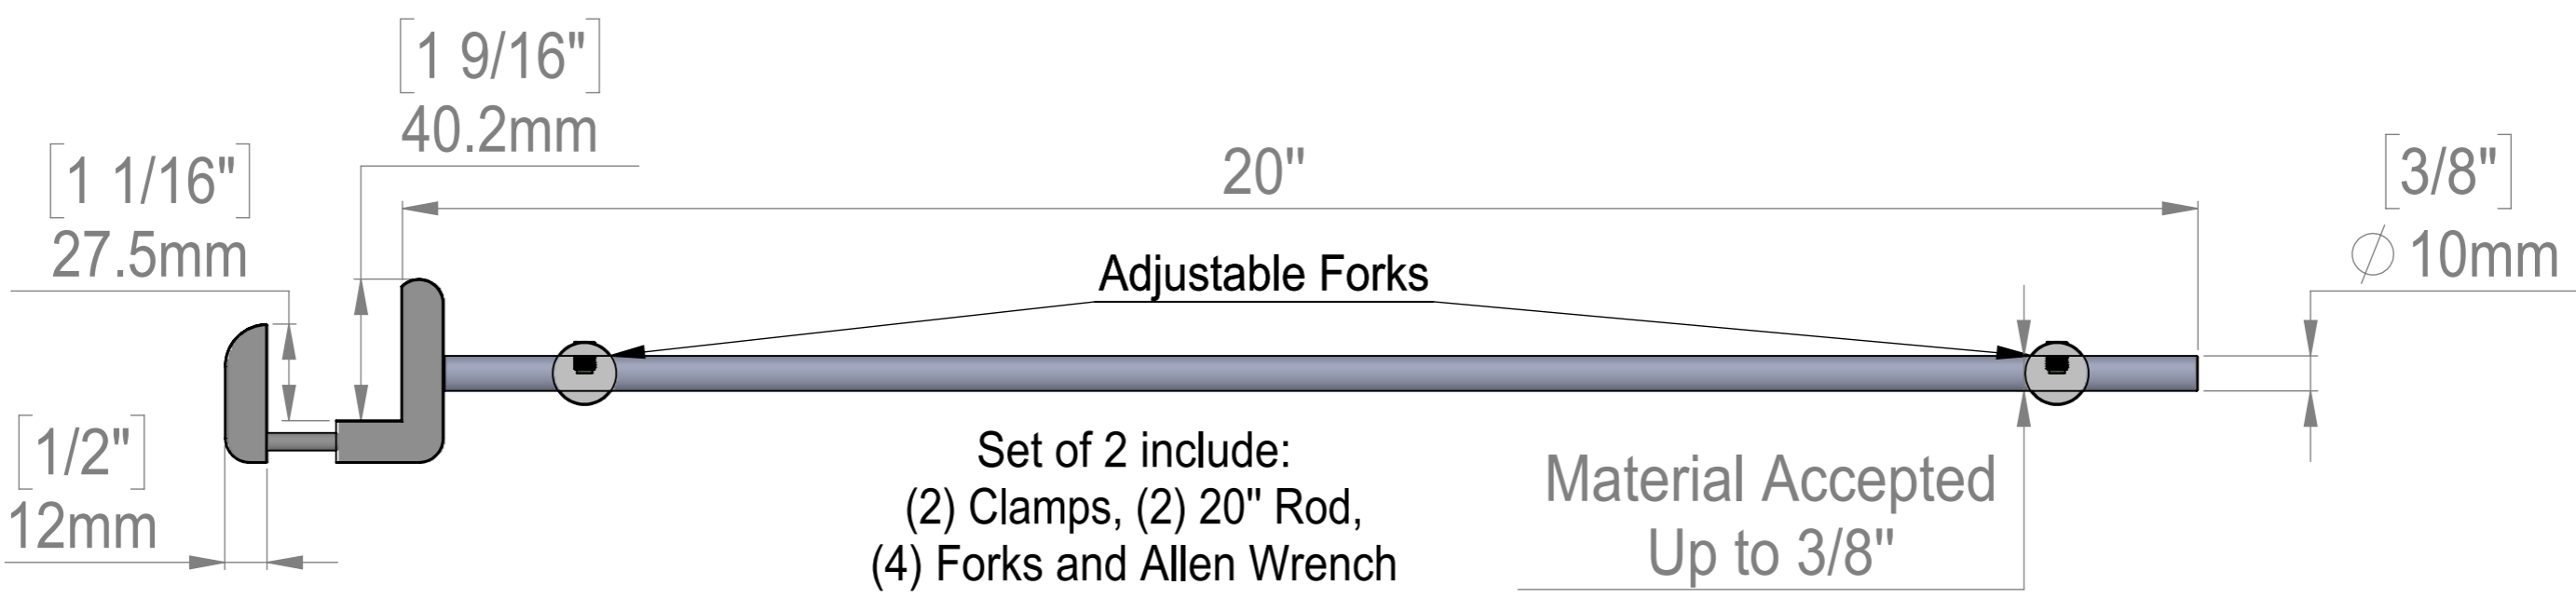 [1 9/16"]
40.2mm
[1 1/16"]
27.5mm
20"
[3/8"]
∅ 10mm
Adjustable Forks
[1/2"]
12mm
Set of 2 include:
(2) Clamps, (2) 20" Rod,
(4) Forks and Allen Wrench
Material Accepted
Up to 3/8"